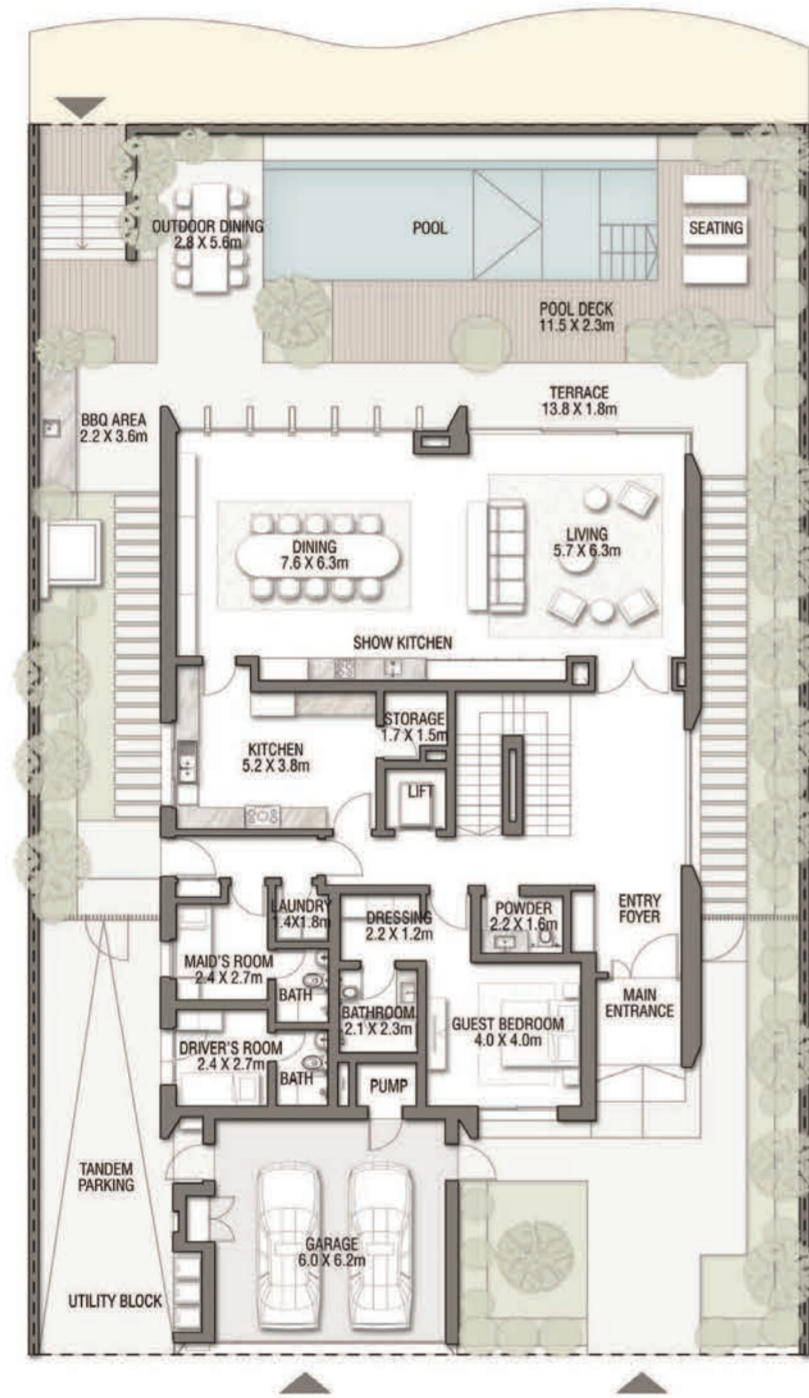 OUTDOOR DINING
2.8 X 5.6m
POOL
SEATING
POOL DECK
11.5 X 2.3m
TERRACE
13.8 X 1.8m
BBQ AREA
2.2 X 3.6m
DINING
7.6 X 6.3m
LIVING
5.7 X 6.3m
SHOW KITCHEN
STORAGE
1.7 X 1.5m
KITCHEN
5.2 X 3.8m
LIFT
LAUNDRY
1.4X1.8m
DRESSING
2.2 X 1.2m
POWDER
2.2 X 1.6m
ENTRY
FOYER
MAID'S ROOM
2.4 X 2.7m
BATH
BATHROOM
2.1 X 2.3m
GUEST BEDROOM
4.0 X 4.0m
MAIN
ENTRANCE
DRIVER'S ROOM
2.4 X 2.7m
BATH
PUMP
TANDEM
PARKING
GARAGE
6.0 X 6.2m
UTILITY BLOCK